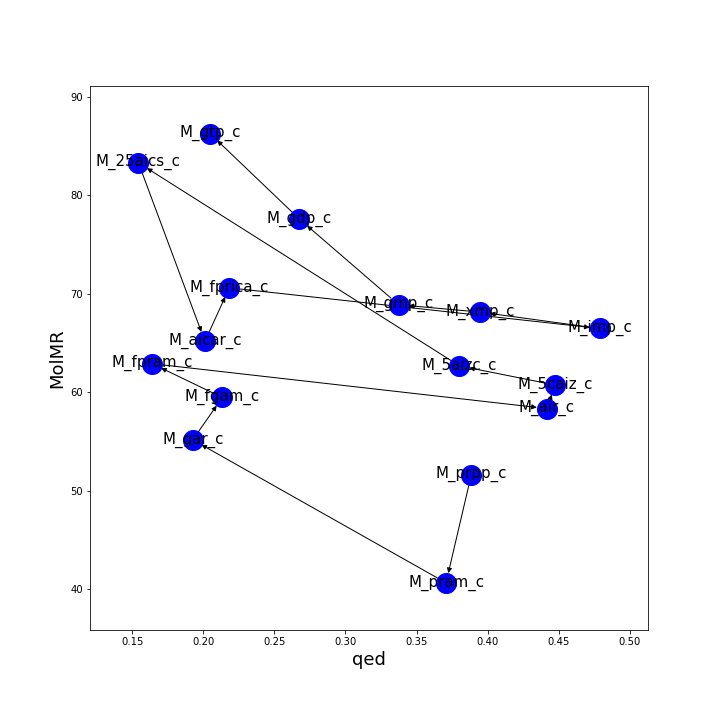 90
M_gtp_c
M_25aics_c
80
M_gdp_c
M_fprica_c
70
M_gmp_c
M_xmp_c
M_imp_c
M_aicar_c
M_fpram_c
M_5aizc_c
60
M_5caiz_c
M_fgam_c
M_air_c
M_gar_c
50
M_prpp_c
40
M_pram_c
MolMR
0.15 0.20 0.25 0.30 0.35 0.40 0.45 0.50
qed